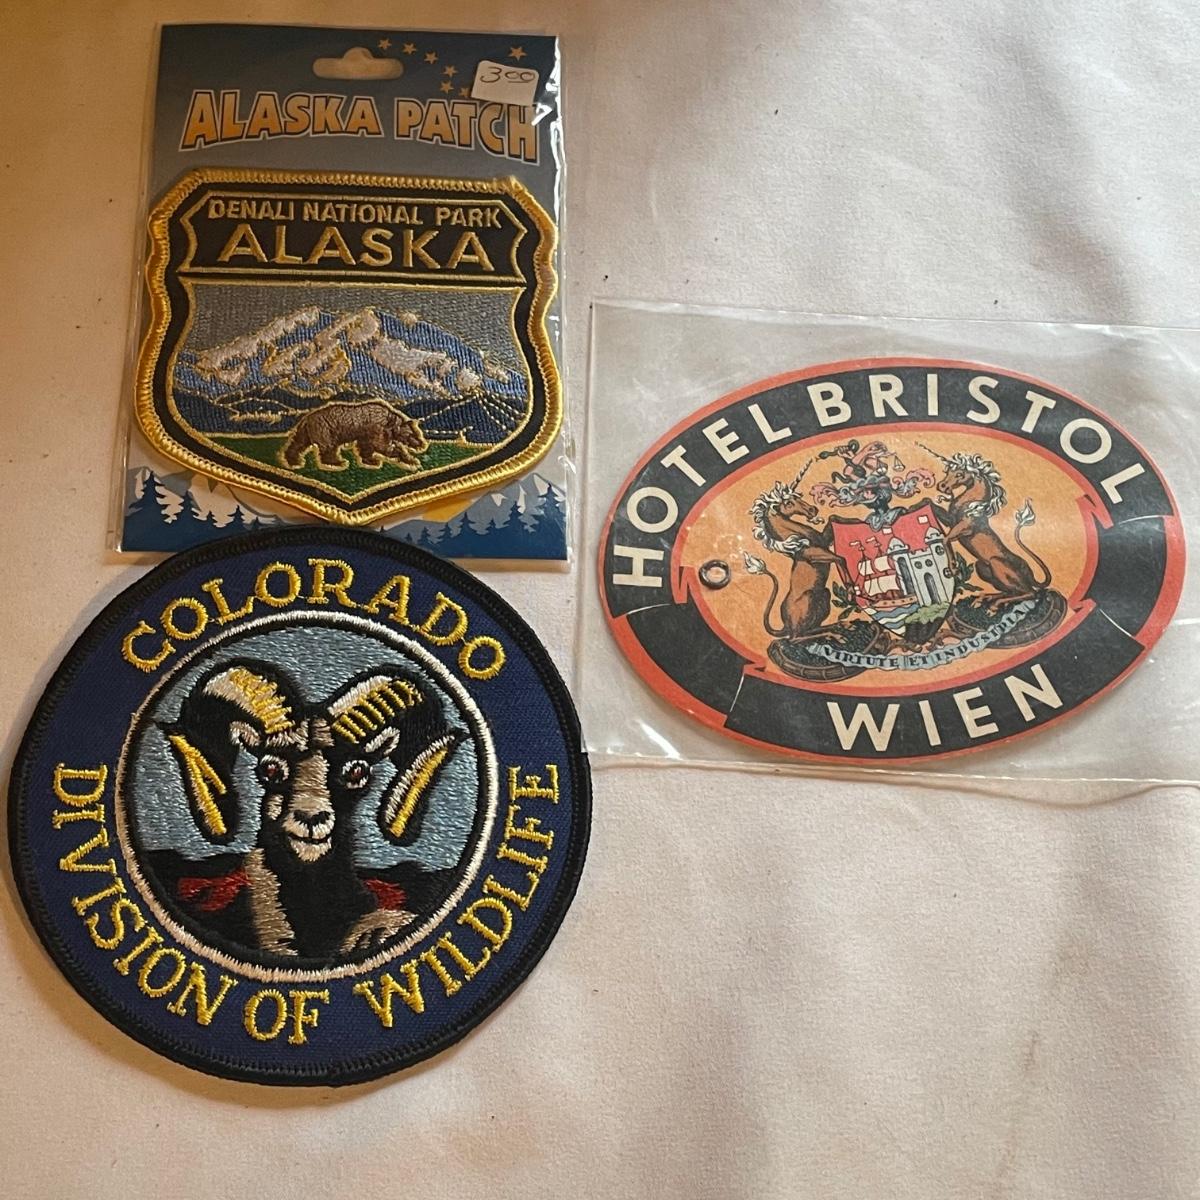 ALASKA PATCH
3.00
DENALI NATIONAL PARK
ALASKA
HOTEL BRISTOL
VIRTUTE ET INDUSTRIA
WIEN
COLORADO
DIVISION OF WILDLIFE